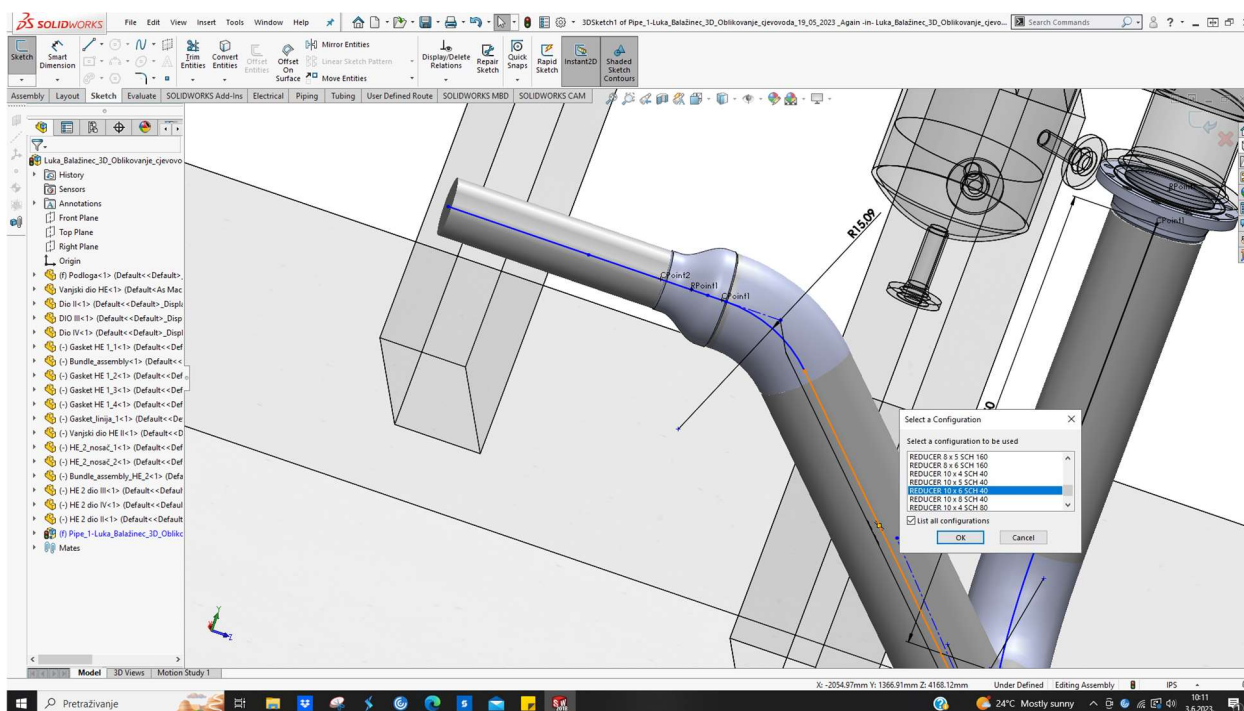 SOLIDWORKS File Edit View Insert Tools Window Help 3DSketch1 of Pipe_1-Luka_Balažinec_3D_Oblikovanje_cjevovoda_19_05_2023 _Again -in- Luka_Balažinec_3D_Oblikovanje_cjevo... Search Commands
Sketch Smart Dimension Trim Entities Convert Entities Offset Entities Offset On Surface Mirror Entities Linear Sketch Pattern Move Entities Display/Delete Relations Repair Sketch Quick Snaps Rapid Sketch Instant2D Shaded Sketch Contours
Assembly Layout Sketch Evaluate SOLIDWORKS Add-Ins Electrical Piping Tubing User Defined Route SOLIDWORKS MBD SOLIDWORKS CAM
Luka_Balažinec_3D_Oblikovanje_cjevovo
History
Sensors
Annotations
Front Plane
Top Plane
Right Plane
Origin
(f) Podloga<1> (Default<<Default>_
Vanjski dio HE<1> (Default<As Mac
Dio II<1> (Default<<Default>_Displa
DIO III<1> (Default<<Default>_Disp
Dio IV<1> (Default<<Default>_Displ
(-) Gasket HE 1_1<1> (Default<<Def
(-) Bundle_assembly<1> (Default<<
(-) Gasket HE 1_2<1> (Default<<Def
(-) Gasket HE 1_3<1> (Default<<Def
(-) Gasket HE 1_4<1> (Default<<Def
(-) Gasket_linija_1<1> (Default<<De
(-) Vanjski dio HE II<1> (Default<<D
(-) HE_2_nosač_1<1> (Default<<Def
(-) HE_2_nosač_2<1> (Default<<Def
(-) Bundle_assembly_HE_2<1> (Defa
(-) HE 2 dio III<1> (Default<<Defaul
(-) HE 2 dio IV<1> (Default<<Defaul
(-) HE 2 dio II<1> (Default<<Default
(f) Pipe_1-Luka_Balažinec_3D_Obliko
Mates
R15,09
RPoint1
CPoint1
CPoint2
RPoint1
CPoint1
Select a Configuration
Select a configuration to be used
REDUCER 8 x 5 SCH 160
REDUCER 8 x 6 SCH 160
REDUCER 10 x 4 SCH 40
REDUCER 10 x 5 SCH 40
REDUCER 10 x 6 SCH 40
REDUCER 10 x 8 SCH 40
REDUCER 10 x 4 SCH 80
List all configurations
OK Cancel
Y
Z
Model 3D Views Motion Study 1
X: -2054.97mm Y: 1366.91mm Z: 4168.12mm Under Defined Editing Assembly IPS
Pretraživanje 24°C Mostly sunny 10:11
3.6.2023.